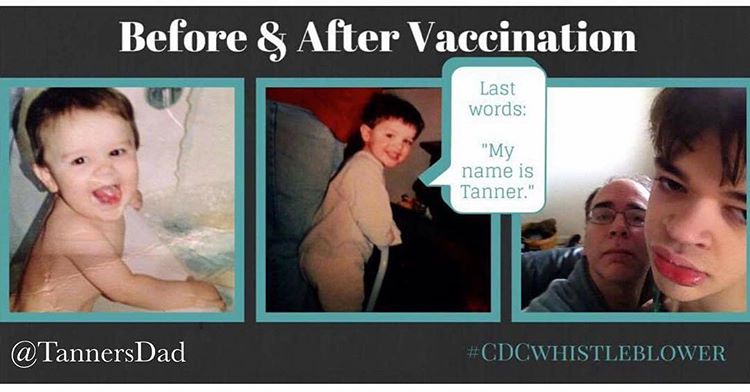 Before & After Vaccination
Last
words:
"My
name is
Tanner."
@TannersDad
#CDCWHISTLEBLOWER